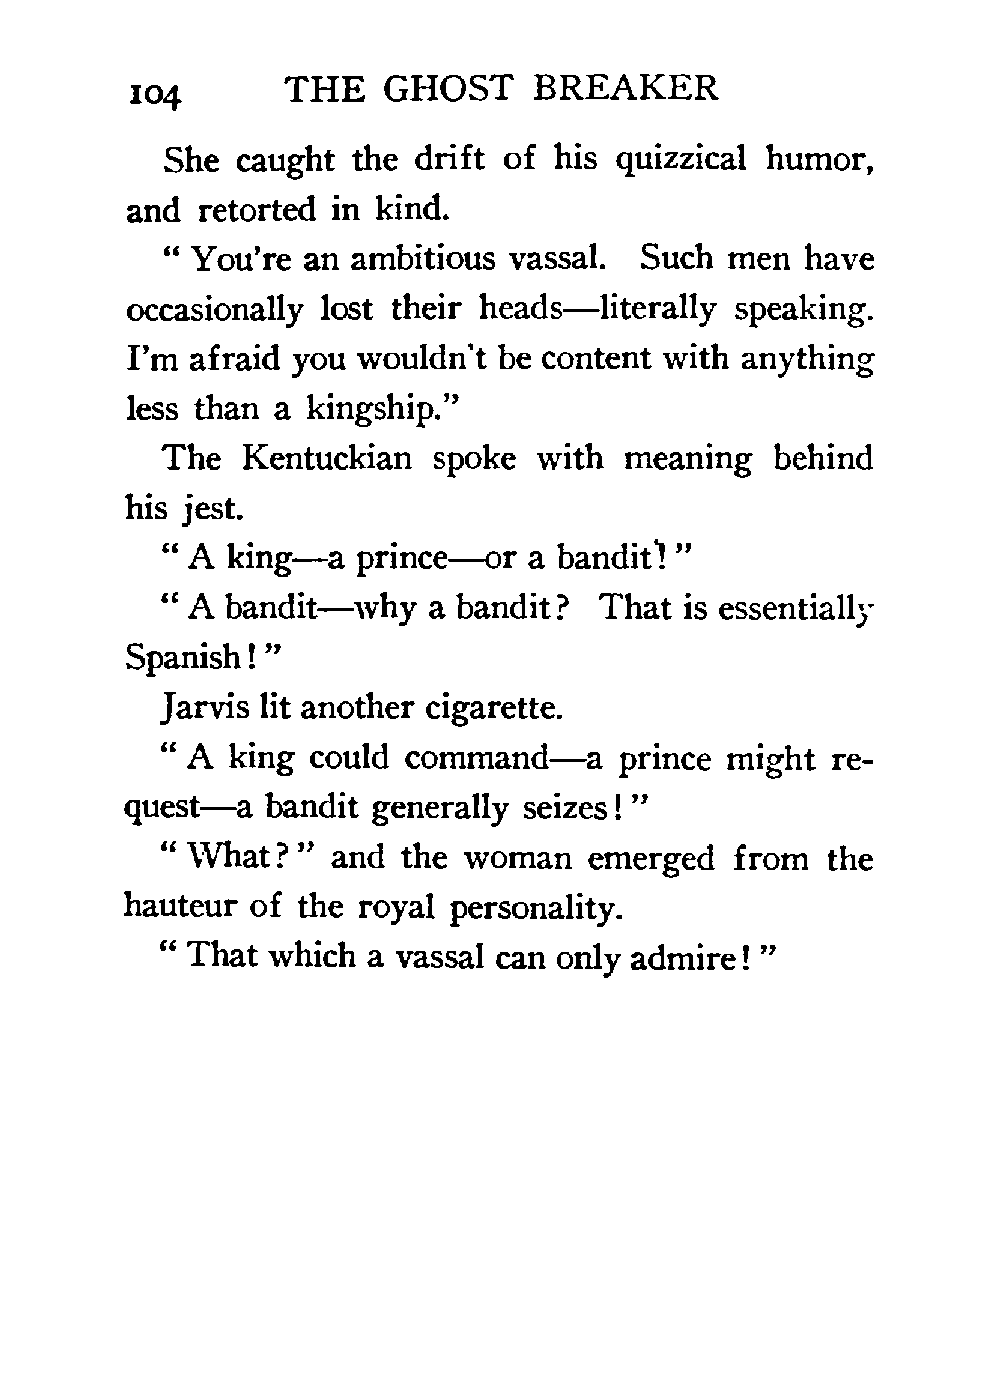 104 THE GHOST BREAKER
She caught the drift of his quizzical humor,
and retorted in kind.
“ You’re an ambitious vassal. Such men have
occasionally lost their heads—literally speaking.
I’m afraid you wouldn’t be content with anything
less than a kingship.”
The Kentuckian spoke with meaning behind
his jest.
“ A king—a prince—or a bandit! ”
“ A bandit—why a bandit? That is essentially
Spanish! ”
Jarvis lit another cigarette.
“ A king could command—a prince might re-
quest—a bandit generally seizes! ”
“ What? ” and the woman emerged from the
hauteur of the royal personality.
“ That which a vassal can only admire! ”